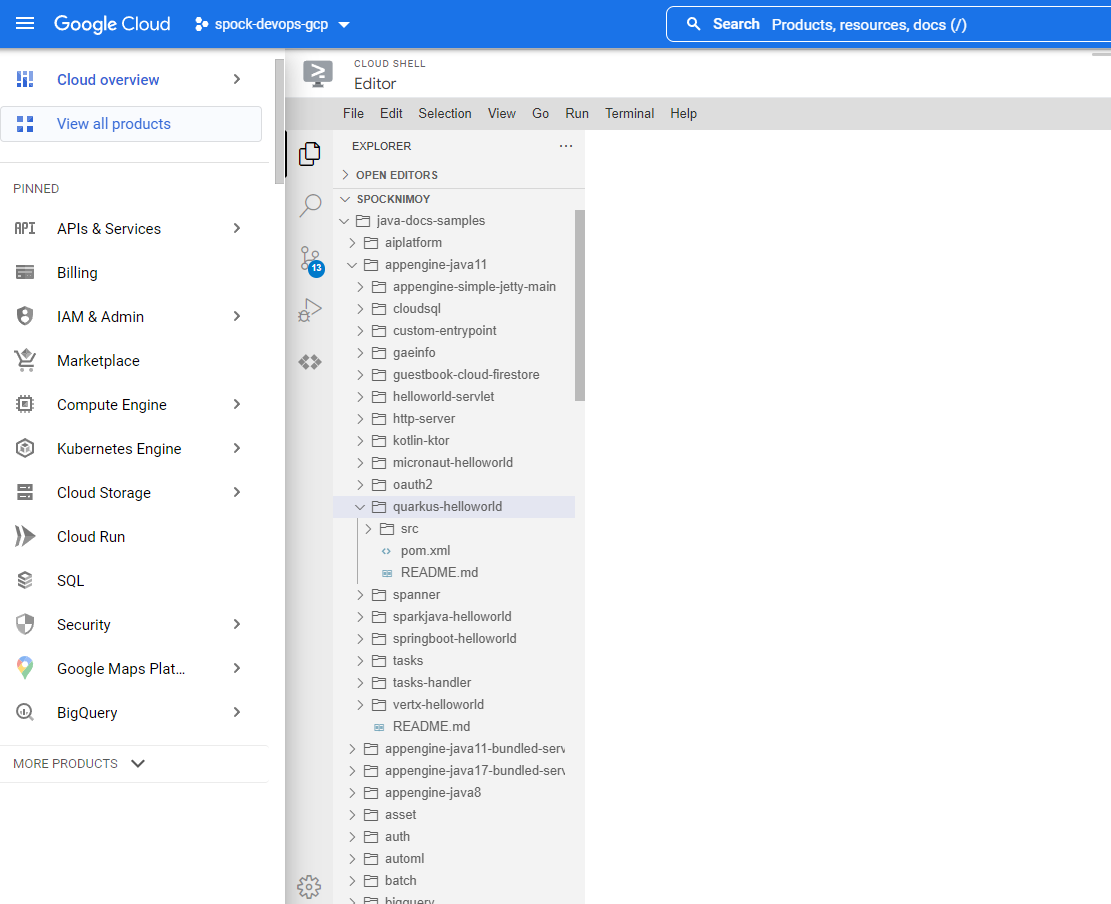 Google Cloud
spock-devops-gcp
Search Products, resources, docs (/)
Cloud overview
View all products
PINNED
API APIs & Services
Billing
IAM & Admin
Marketplace
Compute Engine
Kubernetes Engine
Cloud Storage
Cloud Run
SQL
Security
Google Maps Plat...
BigQuery
MORE PRODUCTS
CLOUD SHELL
Editor
File Edit Selection View Go Run Terminal Help
13
EXPLORER
OPEN EDITORS
SPOCKNIMOY
java-docs-samples
aiplatform
appengine-java11
appengine-simple-jetty-main
cloudsql
custom-entrypoint
gaeinfo
guestbook-cloud-firestore
helloworld-servlet
http-server
kotlin-ktor
micronaut-helloworld
oauth2
quarkus-helloworld
src
pom.xml
README.md
spanner
sparkjava-helloworld
springboot-helloworld
tasks
tasks-handler
vertx-helloworld
README.md
appengine-java11-bundled-serv
appengine-java17-bundled-serv
appengine-java8
asset
auth
automl
batch
bigquery